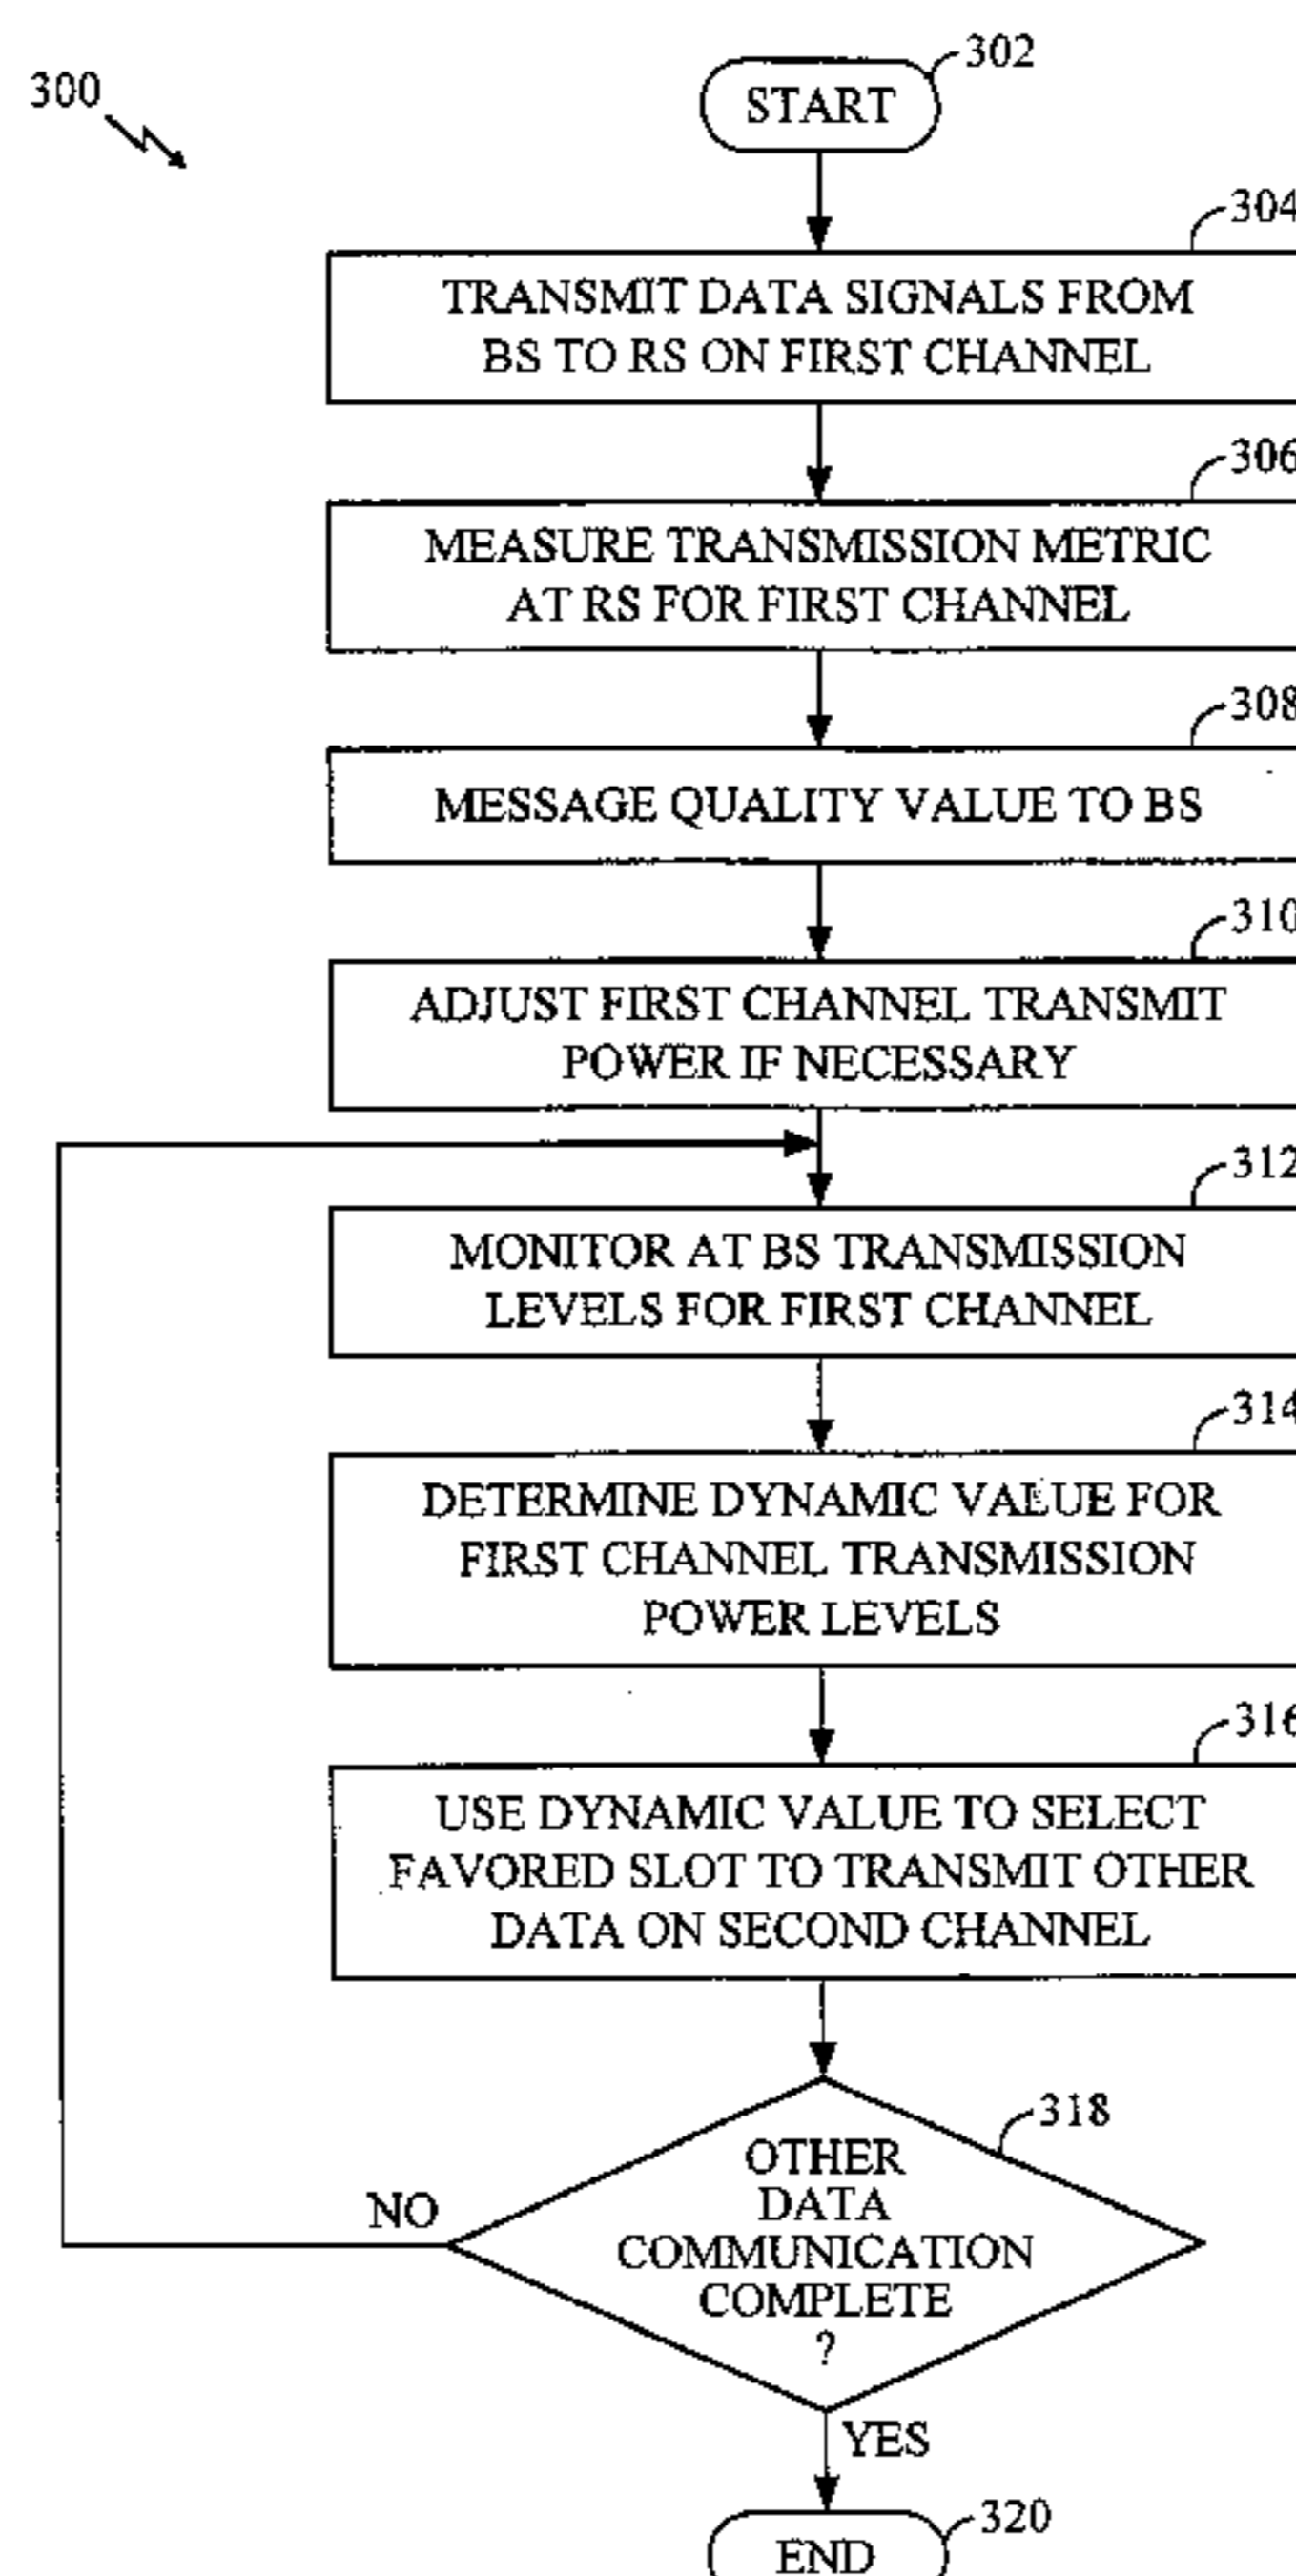 300
302
START
304
TRANSMIT DATA SIGNALS FROM
BS TO RS ON FIRST CHANNEL
306
MEASURE TRANSMISSION METRIC
AT RS FOR FIRST CHANNEL
308
MESSAGE QUALITY VALUE TO BS
310
ADJUST FIRST CHANNEL TRANSMIT
POWER IF NECESSARY
312
MONITOR AT BS TRANSMISSION
LEVELS FOR FIRST CHANNEL
314
DETERMINE DYNAMIC VALUE FOR
FIRST CHANNEL TRANSMISSION
POWER LEVELS
316
USE DYNAMIC VALUE TO SELECT
FAVORED SLOT TO TRANSMIT OTHER
DATA ON SECOND CHANNEL
318
OTHER
DATA
COMMUNICATION
COMPLETE
?
NO
YES
320
END